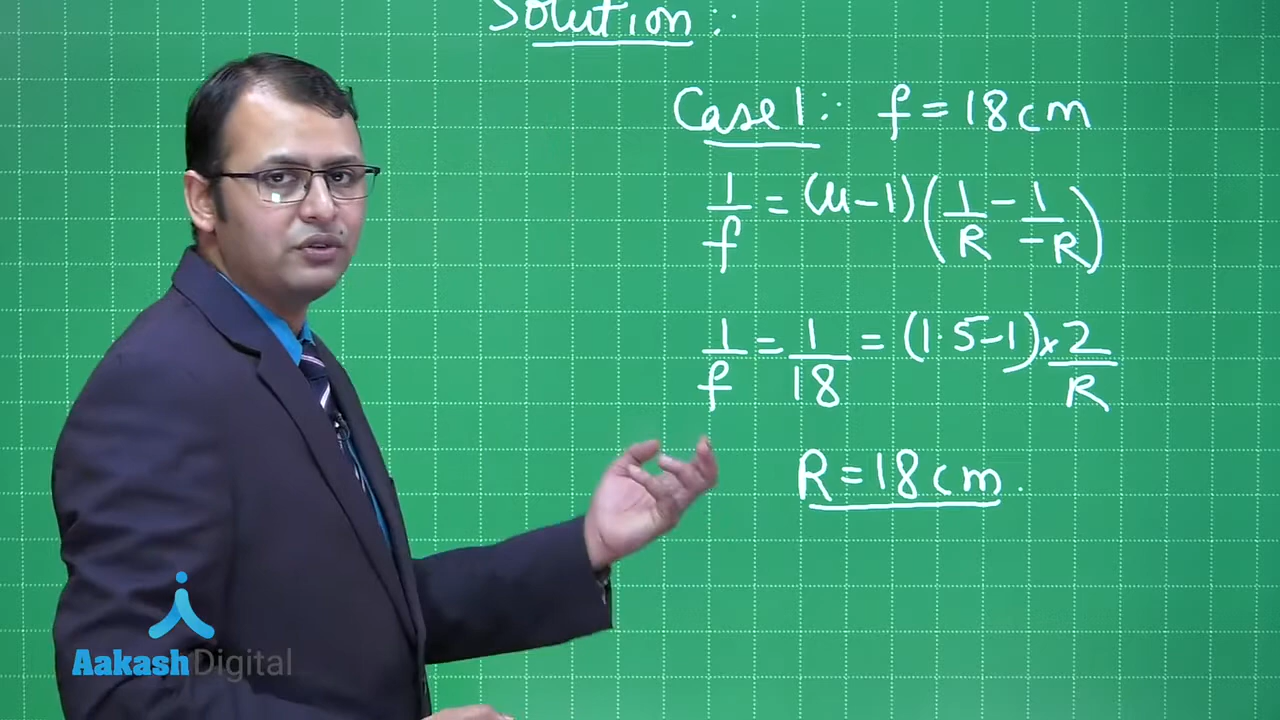 Solution :-
Case 1 :- f = 18 cm
1/f = (μ - 1) (1/R - 1/-R)
1/f = 1/18 = (1.5 - 1) × 2/R
R = 18 cm.
Aakash Digital